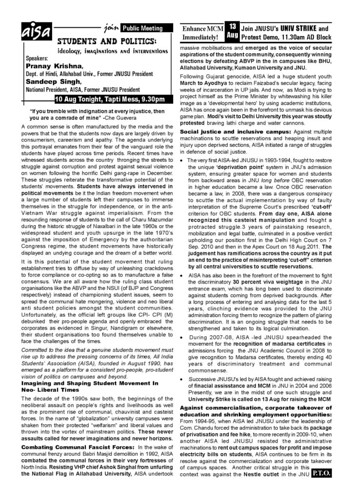 aisa
join Public Meeting
STUDENTS AND POLITICS:
ideology, imaginations and interventions
Speakers:
Pranay Krishna,
Dept. of Hindi, Allahabad Univ., Former JNUSU President
Sandeep Singh,
National President, AISA, Former JNUSU President
10 Aug Tonight, Tapti Mess, 9.30pm
"If you tremble with indignation at every injustice, then
you are a comrade of mine" -Che Guevara
A common sense is often manufactured by the media and the
powers that be that the students now days are largely driven by
consumerism, careerism and apathy. The agenda underlying
this portrayal emanates from their fear of the vanguard role the
students have played across time periods. Recent times have
witnessed students across the country thronging the streets to
struggle against corruption and protest against sexual violence
on women following the horrific Delhi gang-rape in December.
These struggles reiterate the transformative potential of the
student movements. Students have always intervened in
political movements be it the Indian freedom movement when
a large number of students left their campuses to immerse
themselves in the struggle for independence, or in the anti-
Vietnam War struggle against imperialism. From the
resounding response of students to the call of Charu Mazumdar
during the historic struggle of Naxalbari in the late 1960s or the
widespread student and youth upsurge in the late 1970's
against the imposition of Emergency by the authoritarian
Congress regime, the student movements have historically
displayed an undying courage and the dream of a better world.
It is this potential of the student movement that ruling
establishment tries to diffuse by way of unleashing crackdowns
to force compliance or co-opting so as to manufacture a false
consensus. We are all aware how the ruling class student
organisations like the ABVP and the NSUI (of BJP and Congress
respectively) instead of championing student issues, seem to
spread the communal hate mongering, violence and neo liberal
anti student policies amongst the student community.
Unfortunately, as the official left groups like CPI- CPI (M)
debunked their pro-people agenda and openly embraced the
corporates as evidenced in Singur, Nandigram or elsewhere,
their student organisations too found themselves unable to
face the challenges of the times.
Committed to the idea that a genuine students movement must
rise up to address the pressing concerns of its times, All India
Students' Association (AISA), founded in August 1990, has
emerged as a platform for a consistent pro-people, pro-student
vision of politics on campuses and beyond.
Imagining and Shaping Student Movement In
Neo- Liberal Times
The decade of the 1990s saw both, the beginnings of the
neoliberal assault on people's rights and livelihoods as well
as the prominent rise of communal, chauvinist and casteist
forces. In the name of "globalization" university campuses were
shaken from their protected "welfarism" and liberal values and
thrown into the vortex of mainstream politics. These newer
assaults called for newer imaginations and newer horizons.
Combating Communal Fascist Forces: In the wake of
communal frenzy around Babri Masjid demolition in 1992, AISA
combated the communal forces in their very fortresses of
North India. Resisting VHP chief Ashok Singhal from unfurling
the National Flag in Allahabad University, AISA undertook
Enhance MCM Immediately!
13 Aug
Join JNUSU's UNIV STRIKE and
Protest Demo, 11.30am AD Block
massive mobilisations and emerged as the voice of secular
aspirations of the student community, consequently winning
elections by defeating ABVP in the in campuses like BHU,
Allahabad University, Kumaon University and JNU.
Following Gujarat genocide, AISA led a huge student youth
March to Ayodhya to reclaim Faizabad's secular legacy, facing
weeks of incarceration in UP jails. And now, as Modi is trying to
project himself as the Prime Minister by whitewashing his killer
image as a 'developmental hero' by using academic institutions,
AISA has once again been in the forefront to unmask his devious
game plan. Modi's visit to Delhi University this year was stoutly
protested braving lathi charge and water cannons.
Social justice and inclusive campus: Against multiple
machinations to scuttle reservations and heaping insult and
injury upon deprived sections, AISA initiated a range of struggles
in defence of social justice.
• The very first AISA-led JNUSU in 1993-1994, fought to restore
the unique 'deprivation point' system in JNU's admission
system, ensuring greater space for women and students
from backward areas in JNU long before OBC reservation
in higher education became a law. Once OBC reservation
became a law, in 2008, there was a dangerous conspiracy
to scuttle the actual implementation by way of faulty
interpretation of the Supreme Court's prescribed 'cut-off'
criterion for OBC students. From day one, AISA alone
recognized this casteist manipulation and fought a
protracted struggle 3 years of painstaking research,
mobilization and legal battle, culminated in a positive verdict
upholding our position first in the Delhi High Court on 7
Sep. 2010 and then in the Apex Court on 18 Aug 2011. The
judgement has ramifications across the country as it put
an end to the practice of misinterpreting "cut-off" criterion
by all central universities to scuttle reservations.
• AISA has also been in the forefront of the movement to fight
the discriminatory 30 percent viva weightage in the JNU
entrance exam, which has long been used to discriminate
against students coming from deprived backgrounds. After
a long process of entering and analysing data for the last 5
years, clinching evidence was provided to the JNU
administration forcing them to recognize the pattern of glaring
discrimination. It is an ongoing struggle that needs to be
strengthened and taken to its logical culmination.
• During 2007-08, AISA -led JNUSU spearheaded the
movement for the recognition of madarsa certificates in
admissions forcing the JNU Academic Council in 2008 to
give recognition to Madarsa certificates, thereby ending 40
years of discriminatory treatment and communal
commonsense.
• Successive JNUSU's led by AISA fought and achieved raising
of financial assistance and MCM in JNU in 2004 and 2008
Presently, we are in the midst of one such struggle and
University Strike is called on 13 Aug for raising the MCM.
Against commercialisation, corporate takeover of
education and shrinking employment opportunities:
From 1994-95, when AISA led JNUSU under the leadership of
Com. Chandu forced the administration to take back its package
of privatisation and fee hike, to more recently in 2009-10, when
another AISA led JNUSU resisted the administrative
machinations to rent out campus spaces for profit and impose
electricity bills on students, AISA continues to be firm in its
resolve against the commercialization and corporate takeover
of campus spaces. Another critical struggle in this
context was against the Nestle outlet in the JNU P.T.O.